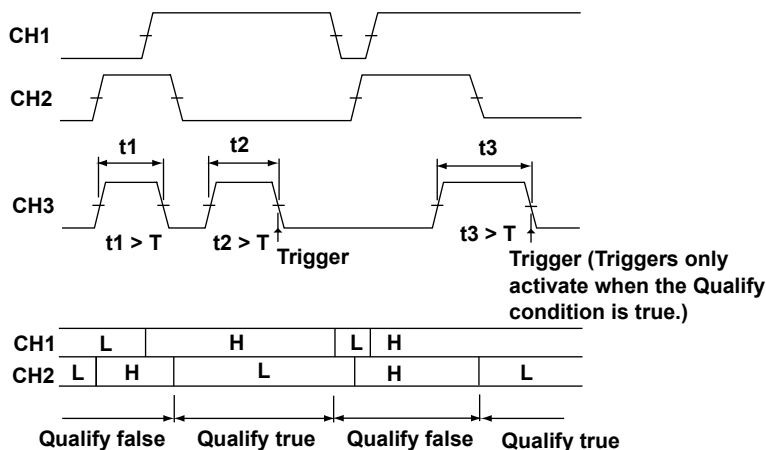 CH1
CH2
t1 t2 t3
CH3
t1 > T t2 > T Trigger t3 > T
Trigger (Triggers only
activate when the Qualify
condition is true.)
CH1 L H L H
CH2 L H L H L
Qualify false Qualify true Qualify false Qualify true